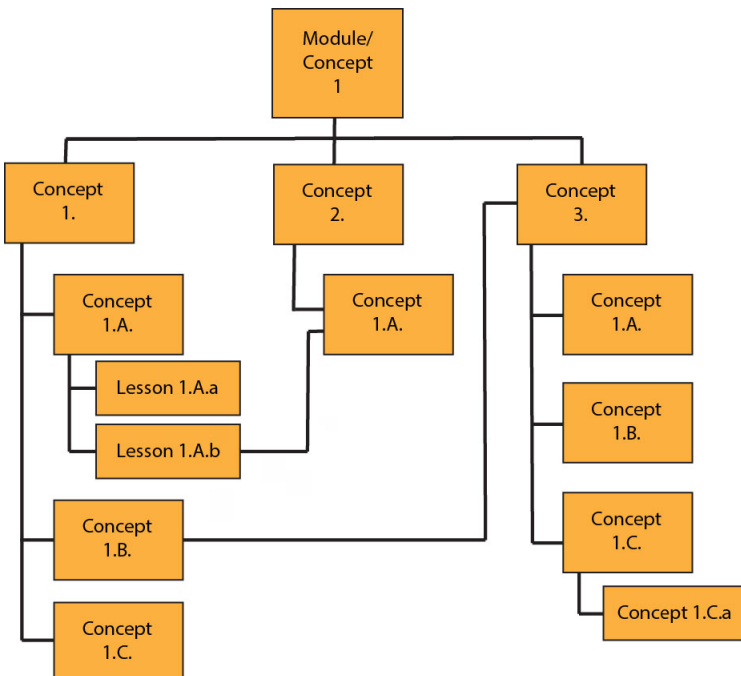 Module/
Concept
1
Concept
1.
Concept
2.
Concept
3.
Concept
1.A.
Lesson 1.A.a
Lesson 1.A.b
Concept
1.B.
Concept
1.C.
Concept
1.A.
Concept
1.A.
Concept
1.B.
Concept
1.C.
Concept 1.C.a